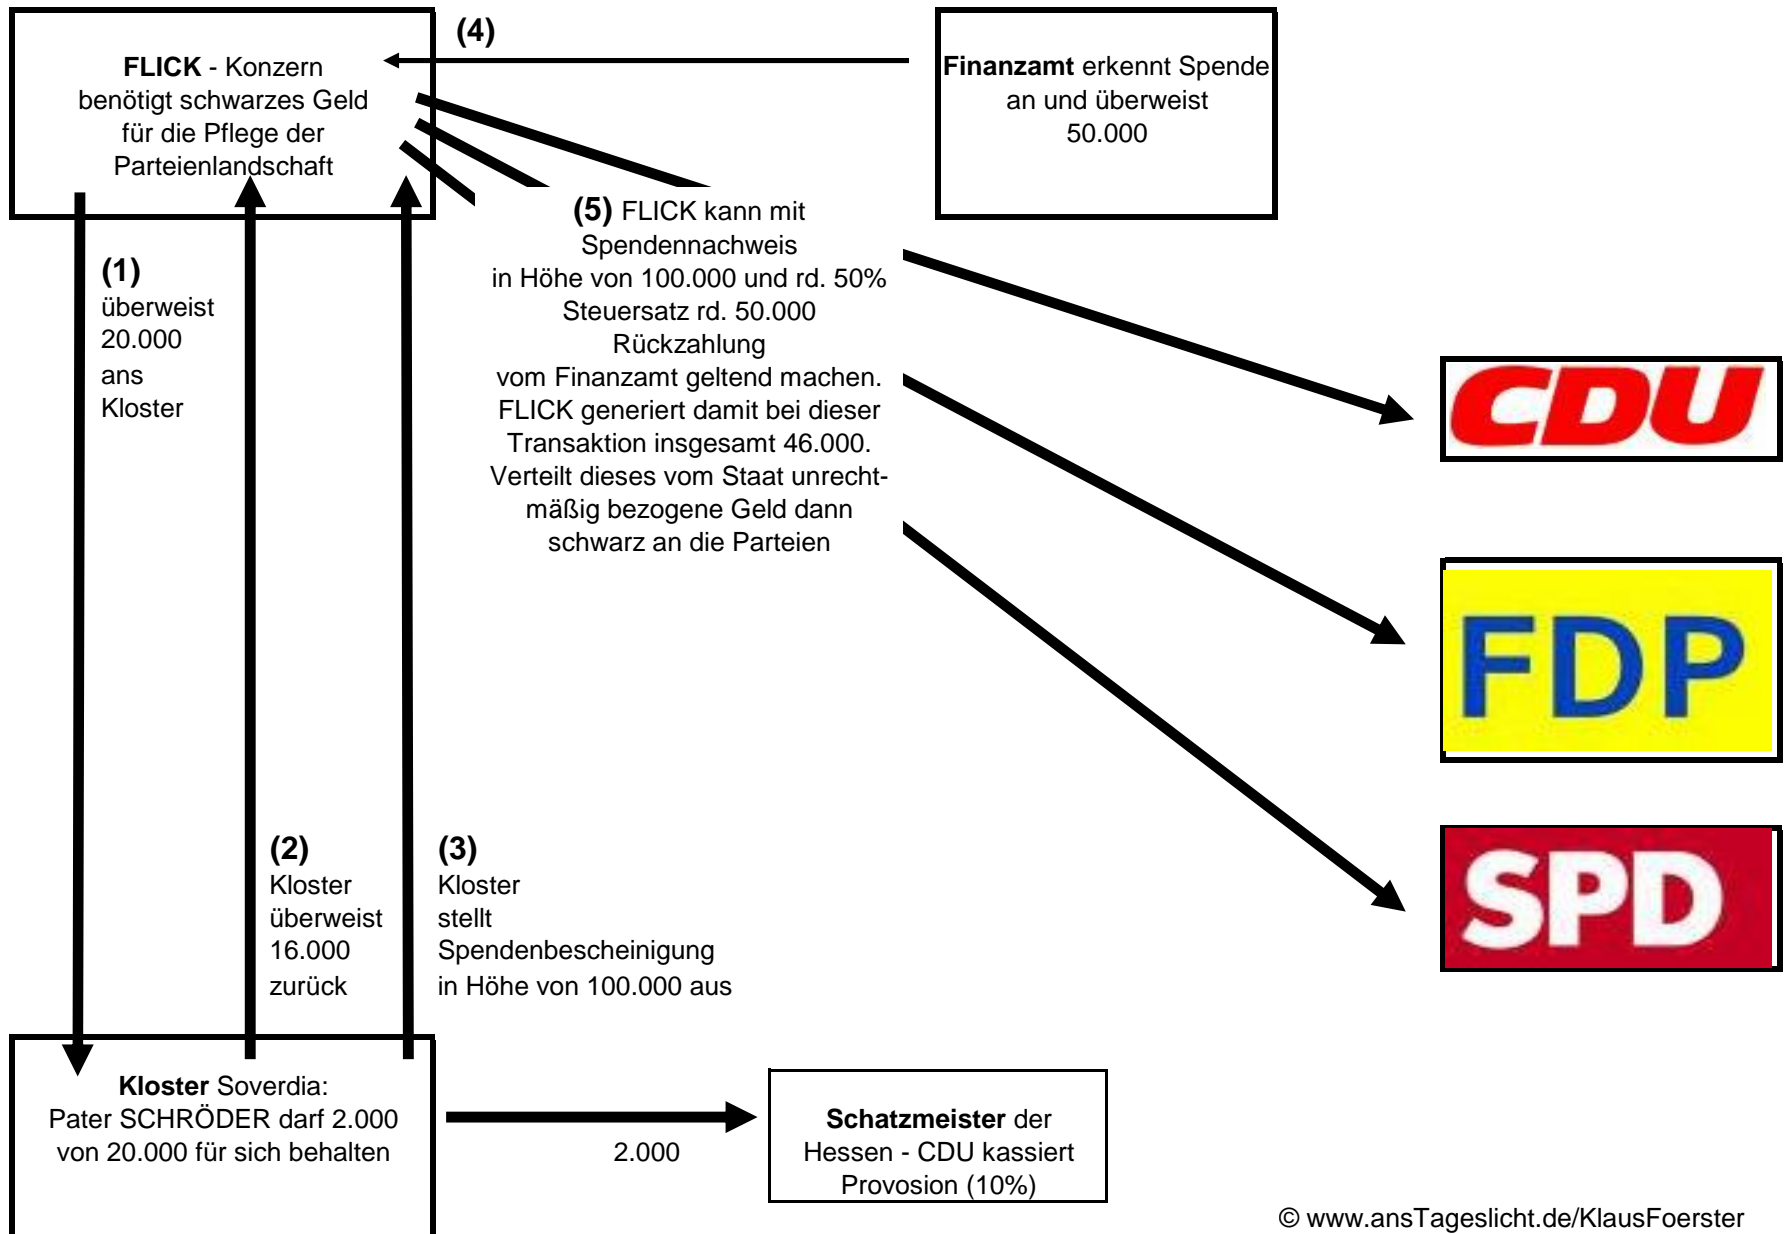 FLICK - Konzern
benötigt schwarzes Geld
für die Pflege der
Parteienlandschaft
(4)
Finanzamt erkennt Spende
an und überweist
50.000
(1)
überweist
20.000
ans
Kloster
(5) FLICK kann mit
Spendennachweis
in Höhe von 100.000 und rd. 50%
Steuersatz rd. 50.000
Rückzahlung
vom Finanzamt geltend machen.
FLICK generiert damit bei dieser
Transaktion insgesamt 46.000.
Verteilt dieses vom Staat unrecht-
mäßig bezogene Geld dann
schwarz an die Parteien
CDU
FDP
SPD
(2)
Kloster
überweist
16.000
zurück
(3)
Kloster
stellt
Spendenbescheinigung
in Höhe von 100.000 aus
Kloster Soverdia:
Pater SCHRÖDER darf 2.000
von 20.000 für sich behalten
2.000
Schatzmeister der
Hessen - CDU kassiert
Provosion (10%)
© www.ansTageslicht.de/KlausFoerster